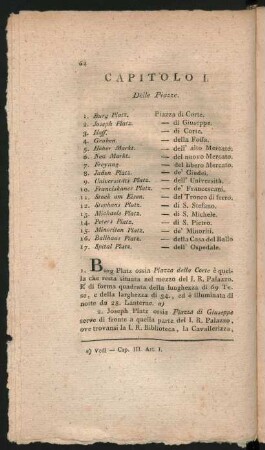 CAPITOLO I.
Delle Piazze.
1. Burg Platz. Piazza di Corte.
2. Joseph Platz. — di Giuseppe.
3. Hoff. — di Corte.
4. Graben. — della Fossa.
5. Hoher Markt. — dell' alto Mercato.
6. Neu Markt. — del nuovo Mercato.
7. Freyung. — del libero Mercato.
8. Juden Platz. — de' Giudei.
9. Universitäts Platz. — dell' Università.
10. Franciskaner Platz. — de' Francescani.
11. Stock am Eisen. — del Tronco di ferro.
12. Stephans Platz. — di S. Stefano.
13. Michaels Platz. — di S. Michele.
14. Peters Platz. — di S. Pietro.
15. Minoriten Platz. — de' Minoriti.
16. Ballhaus Platz. — della Casa del Ballo
17. Spital Platz. — dell' Ospedale.
1. Burg Platz ossia Piazza della Corte è quel-
la che resta situata nel mezzo del I. R. Palazzo.
È di forma quadrata della lunghezza di 69 Te-
se, e della larghezza di 34., ed è illuminata di
notte da 28. Lanterne. a)
2. Joseph Platz ossia Piazza di Giuseppe
serve di fronte a quella parte del I. R. Palazzo,
ove trovansi la I. R. Biblioteca, la Cavallerizza,
a) Vedi — Cap. III. Art. I.